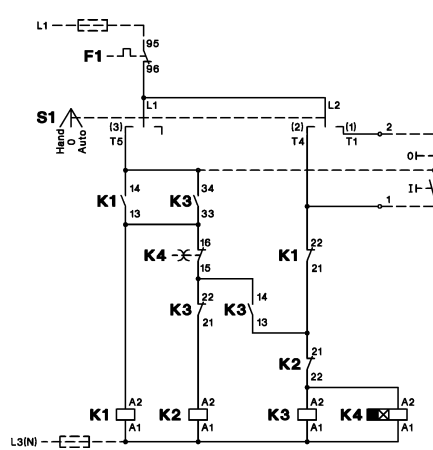 L1
95
F1
96
L1
L2
S1
Hand
0
Auto
(3)
T5
(2)
T4
(1)
T1
2
0
I
1
K1
14
13
K3
34
33
K4
16
15
K1
22
21
K3
22
21
K3
14
13
K2
21
22
K1
A2
A1
K2
A2
A1
K3
A2
A1
K4
A2
A1
L3(N)